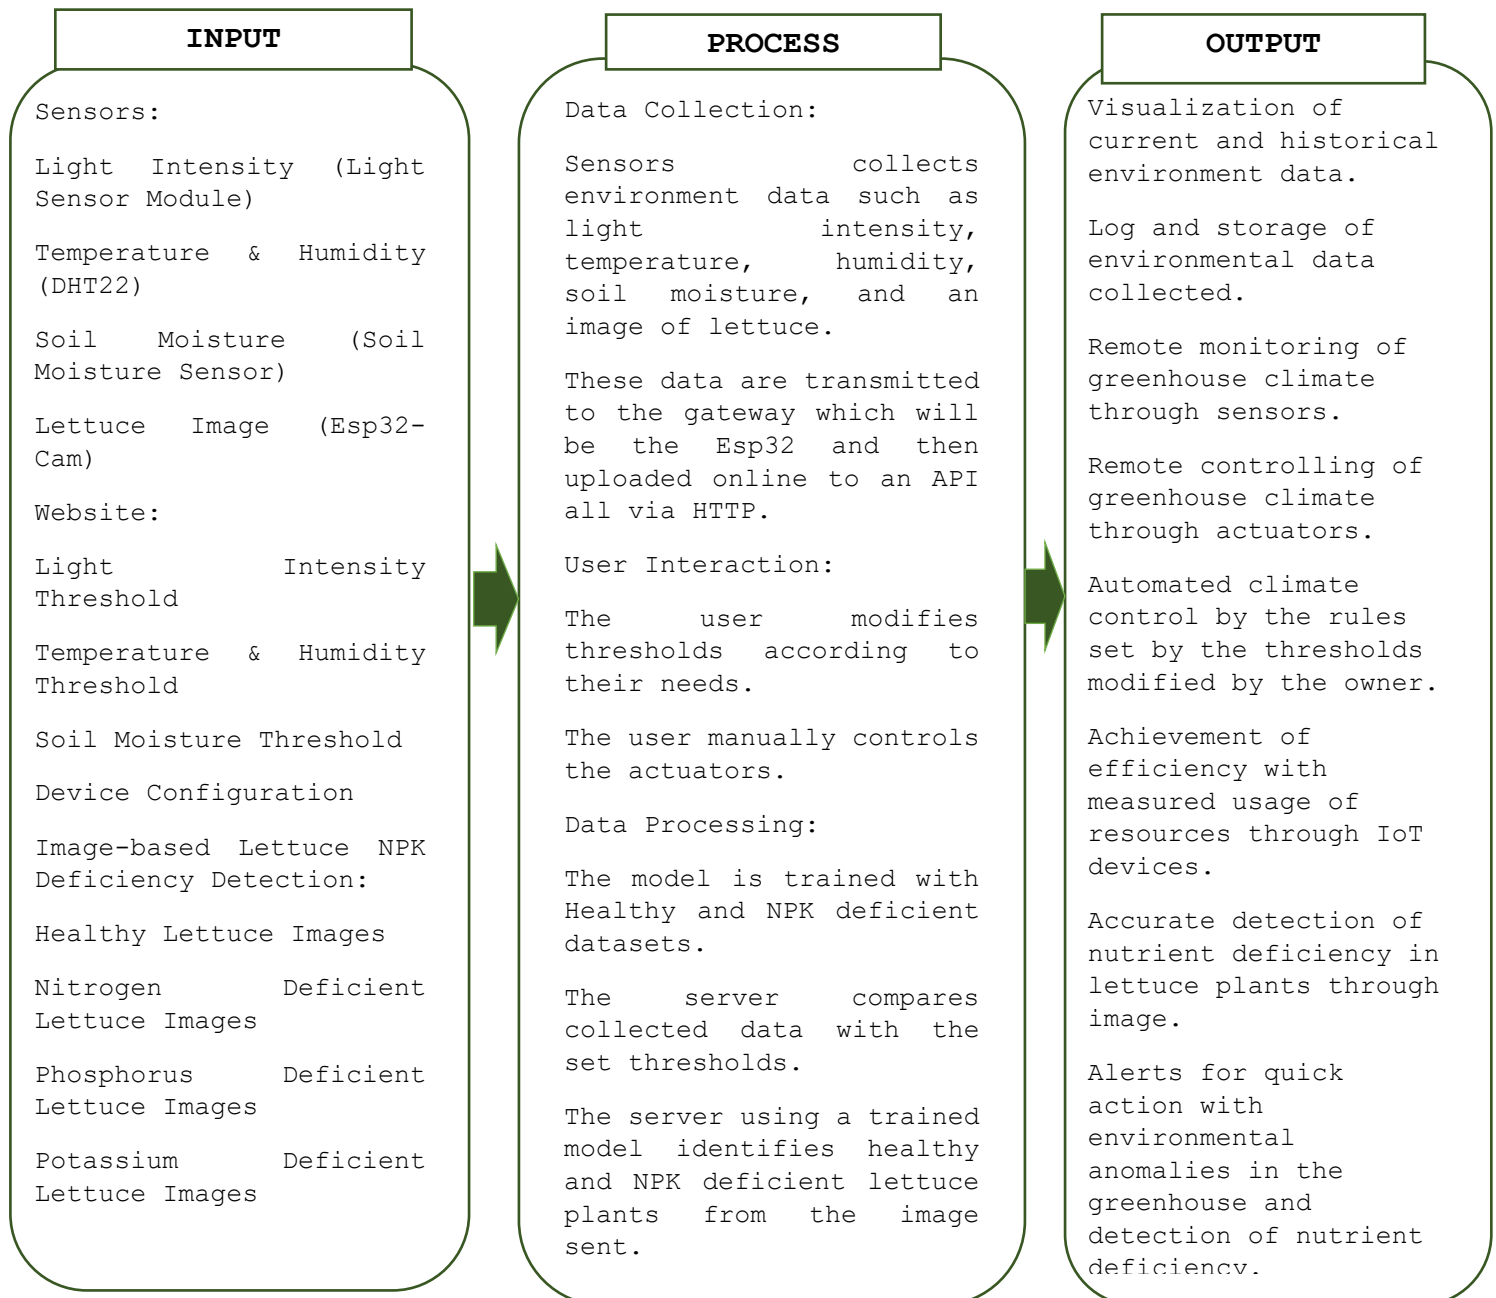 INPUT
Sensors:
Light Intensity (Light
Sensor Module)
Temperature & Humidity
(DHT22)
Soil Moisture (Soil
Moisture Sensor)
Lettuce Image (Esp32-
Cam)
Website:
Light Intensity
Threshold
Temperature & Humidity
Threshold
Soil Moisture Threshold
Device Configuration
Image-based Lettuce NPK
Deficiency Detection:
Healthy Lettuce Images
Nitrogen Deficient
Lettuce Images
Phosphorus Deficient
Lettuce Images
Potassium Deficient
Lettuce Images
PROCESS
Data Collection:
Sensors collects
environment data such as
light intensity,
temperature, humidity,
soil moisture, and an
image of lettuce.
These data are transmitted
to the gateway which will
be the Esp32 and then
uploaded online to an API
all via HTTP.
User Interaction:
The user modifies
thresholds according to
their needs.
The user manually controls
the actuators.
Data Processing:
The model is trained with
Healthy and NPK deficient
datasets.
The server compares
collected data with the
set thresholds.
The server using a trained
model identifies healthy
and NPK deficient lettuce
plants from the image
sent.
OUTPUT
Visualization of
current and historical
environment data.
Log and storage of
environmental data
collected.
Remote monitoring of
greenhouse climate
through sensors.
Remote controlling of
greenhouse climate
through actuators.
Automated climate
control by the rules
set by the thresholds
modified by the owner.
Achievement of
efficiency with
measured usage of
resources through IoT
devices.
Accurate detection of
nutrient deficiency in
lettuce plants through
image.
Alerts for quick
action with
environmental
anomalies in the
greenhouse and
detection of nutrient
deficiency.